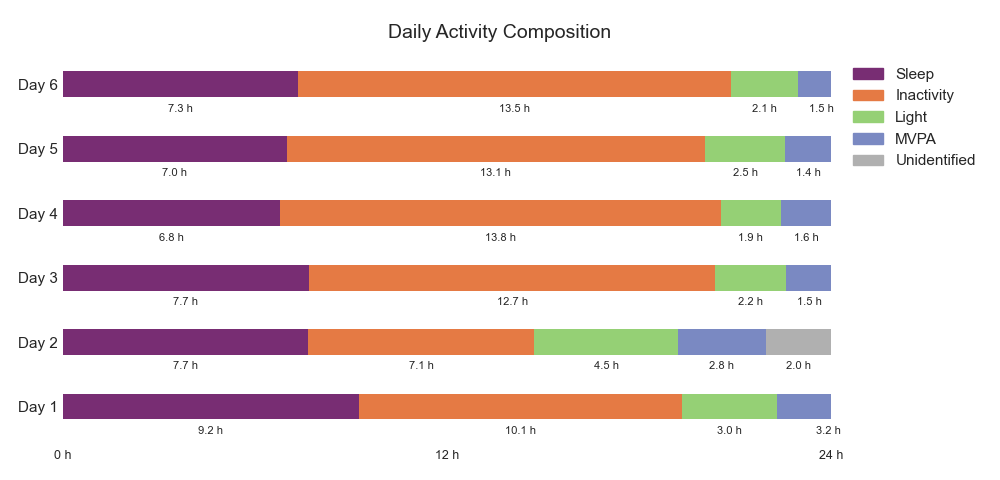 Daily Activity Composition
Day 6
7.3 h 13.5 h 2.1 h 1.5 h
Day 5
7.0 h 13.1 h 2.5 h 1.4 h
Day 4
6.8 h 13.8 h 1.9 h 1.6 h
Day 3
7.7 h 12.7 h 2.2 h 1.5 h
Day 2
7.7 h 7.1 h 4.5 h 2.8 h 2.0 h
Day 1
9.2 h 10.1 h 3.0 h 3.2 h
0 h 12 h 24 h
Sleep
Inactivity
Light
MVPA
Unidentified